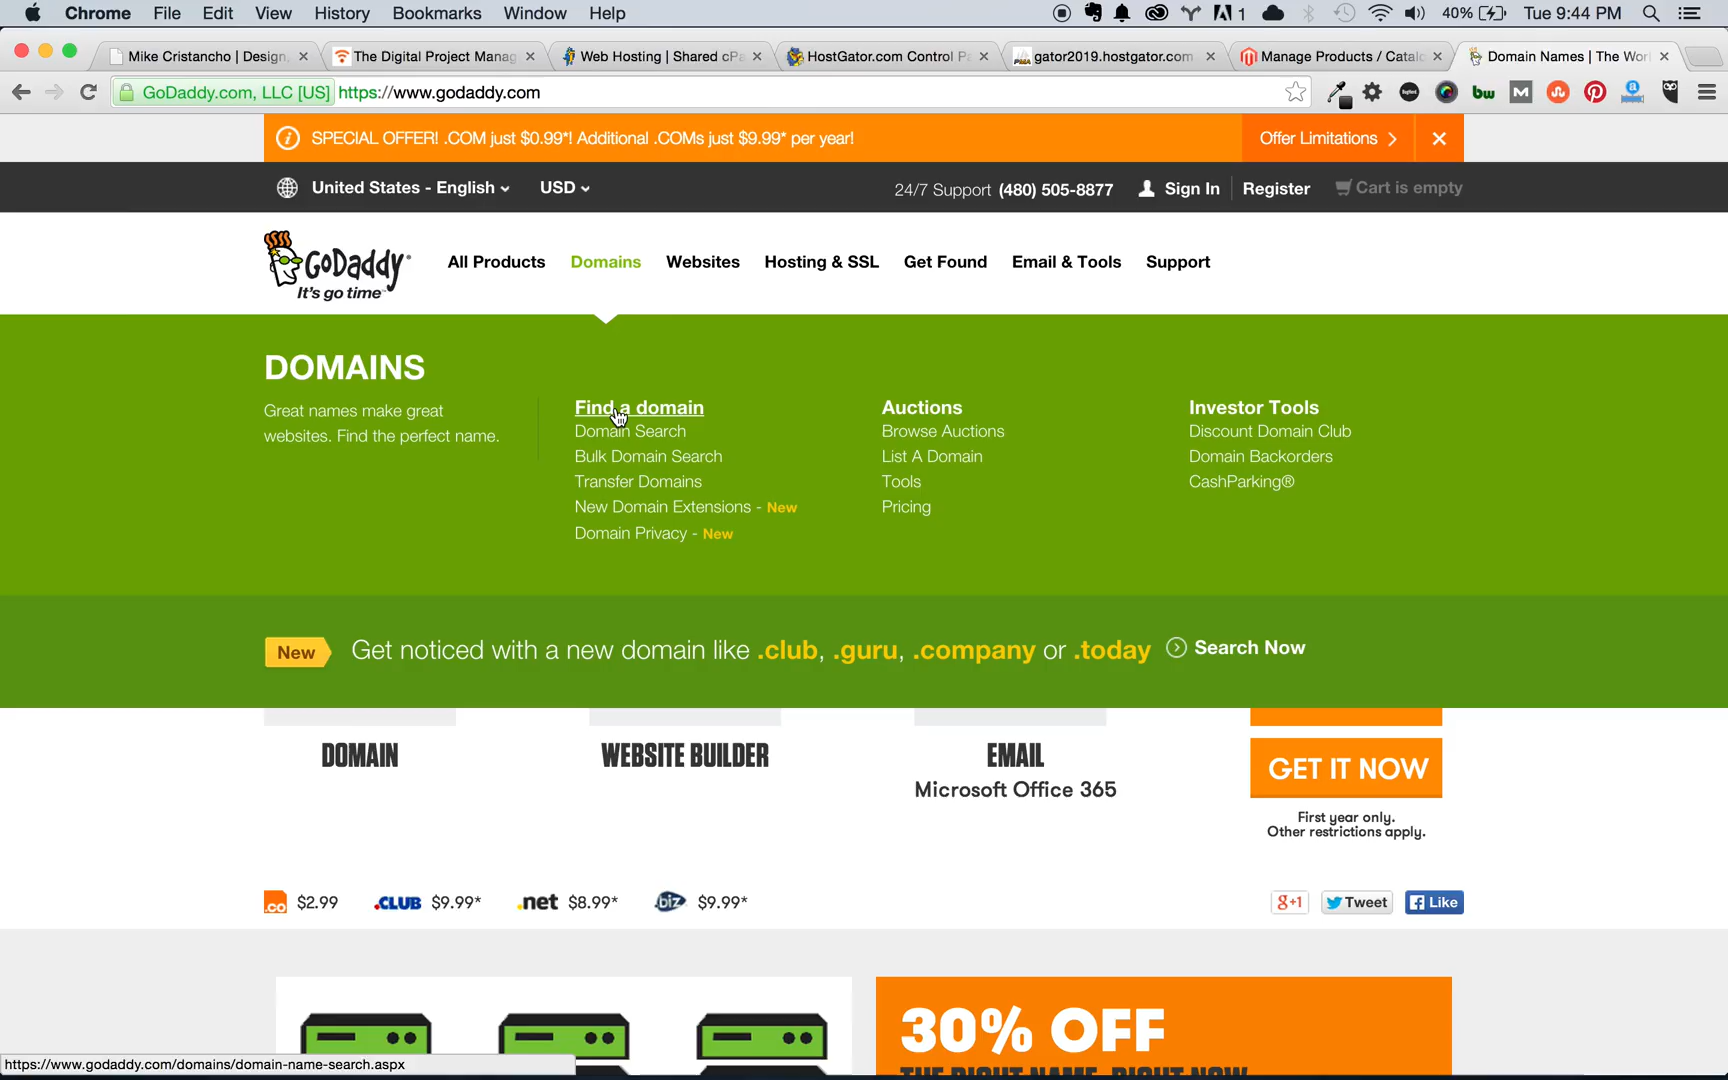 Chrome File Edit View History Bookmarks Window Help 1 40% Tue 9:44 PM
Mike Cristancho | Design, The Digital Project Manag Web Hosting | Shared cPa HostGator.com Control Pa gator2019.hostgator.com Manage Products / Catalo Domain Names | The Worl
GoDaddy.com, LLC [US] https://www.godaddy.com
SPECIAL OFFER! .COM just $0.99*! Additional .COMs just $9.99* per year! Offer Limitations
United States - English USD 24/7 Support (480) 505-8877 Sign In Register Cart is empty
GoDaddy
It's go time™
All Products Domains Websites Hosting & SSL Get Found Email & Tools Support
DOMAINS
Great names make great
websites. Find the perfect name.
Find a domain
Domain Search
Bulk Domain Search
Transfer Domains
New Domain Extensions - New
Domain Privacy - New
Auctions
Browse Auctions
List A Domain
Tools
Pricing
Investor Tools
Discount Domain Club
Domain Backorders
CashParking®
New Get noticed with a new domain like .club, .guru, .company or .today Search Now
DOMAIN
WEBSITE BUILDER
EMAIL
Microsoft Office 365
GET IT NOW
First year only.
Other restrictions apply.
.co $2.99 .CLUB $9.99* .net $8.99* .biz $9.99*
g+1 Tweet Like
30% OFF
THE RIGHT NAME. RIGHT NOW
https://www.godaddy.com/domains/domain-name-search.aspx